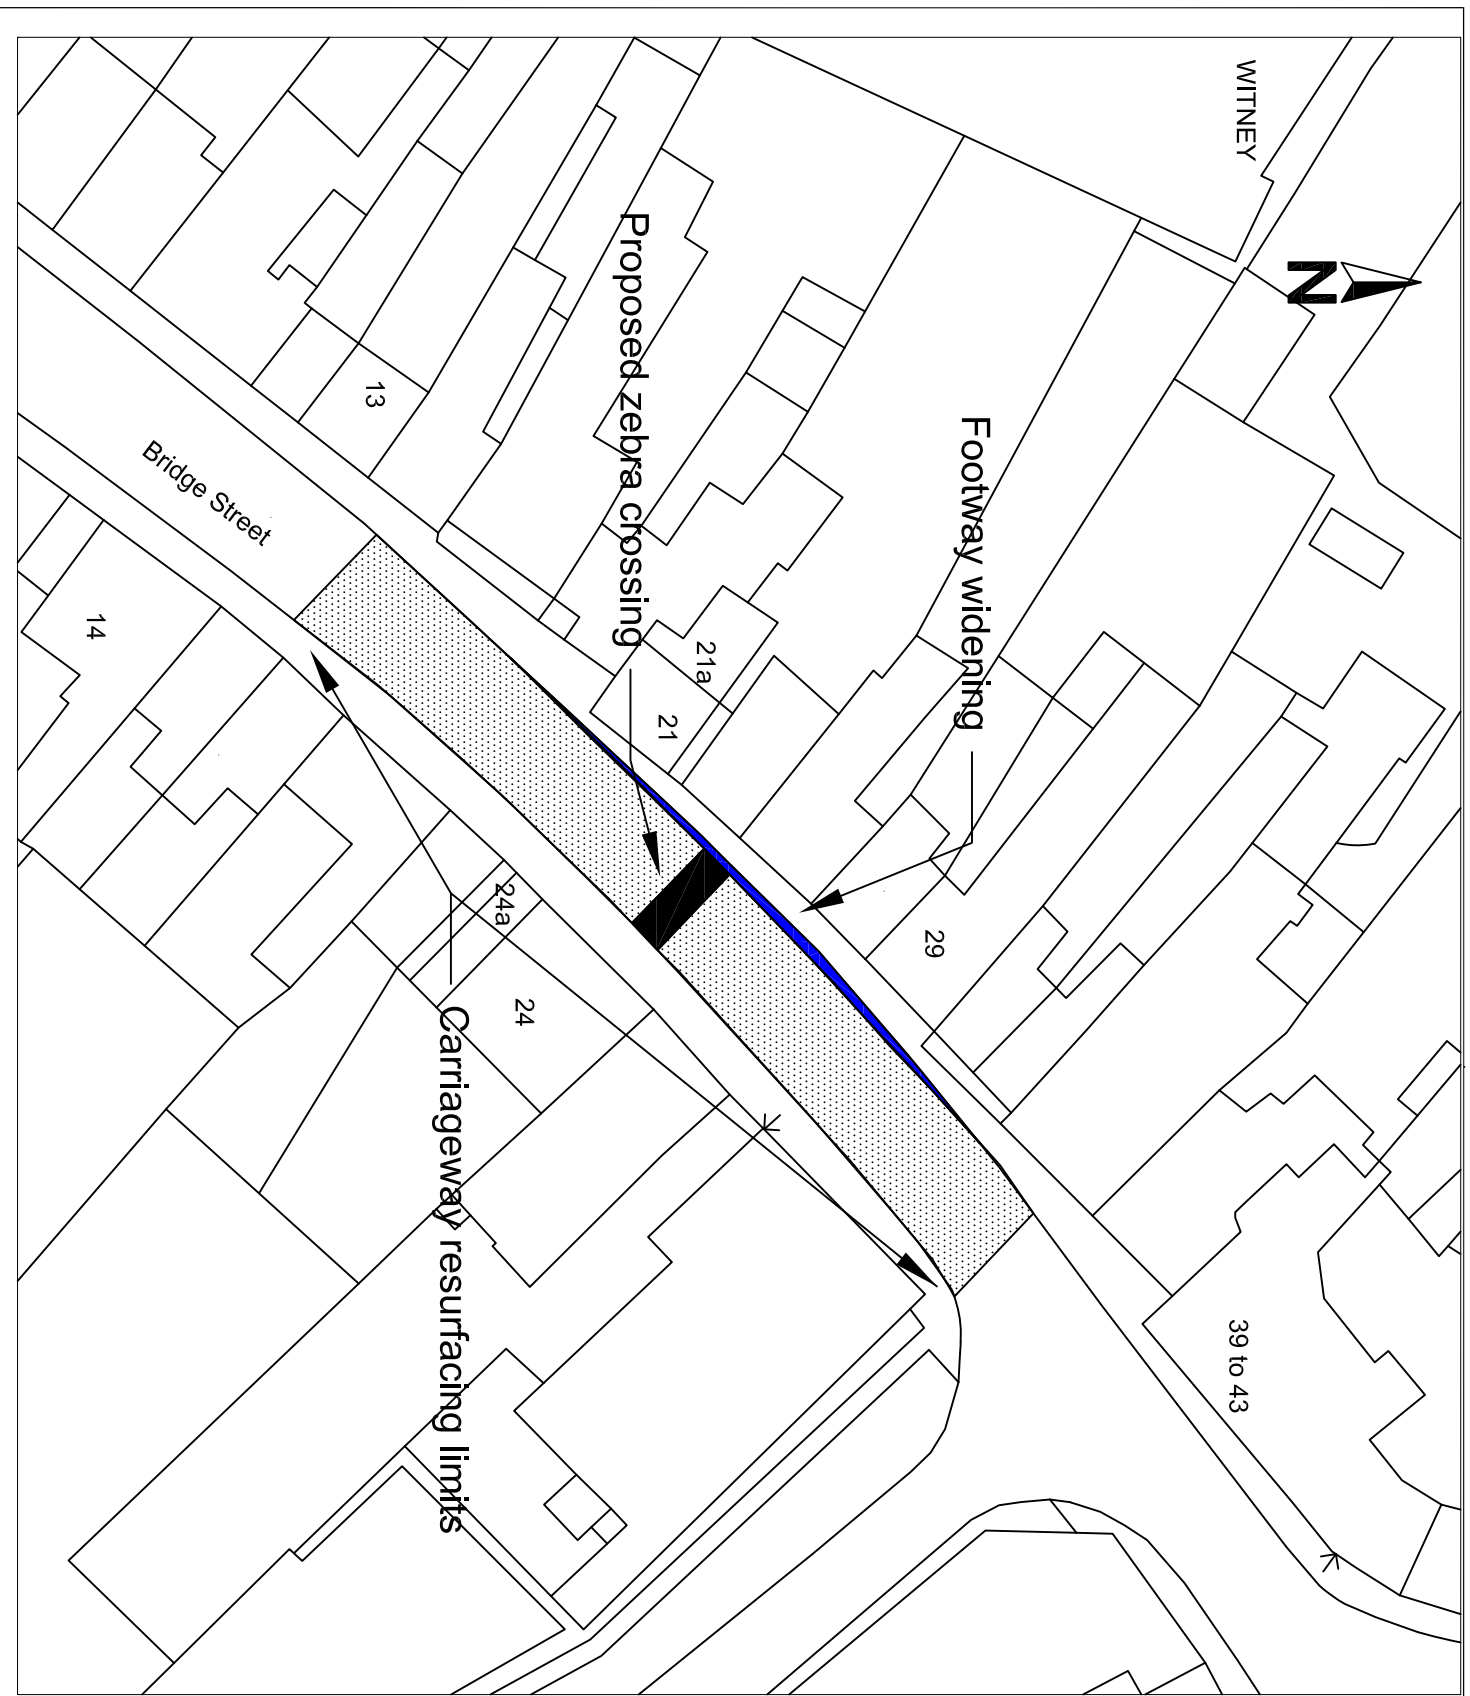 WITNEY
N
39 to 43
Footway widening
29
21a
21
Proposed zebra crossing
24
24a
Carriageway resurfacing limits
13
Bridge Street
14